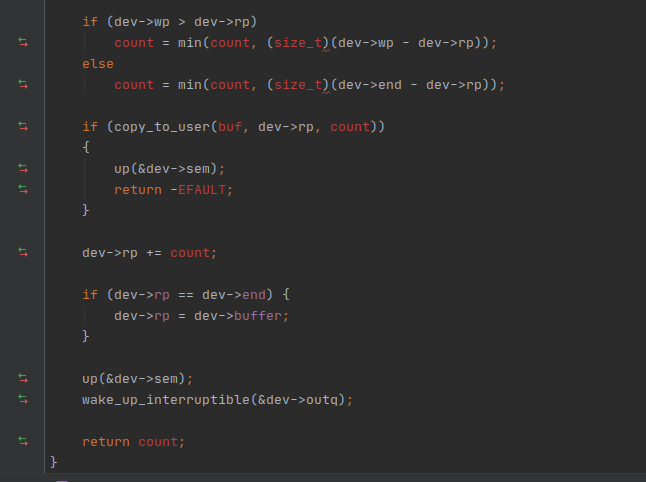 if (dev->wp > dev->rp)
count = min(count, (size_t)(dev->wp - dev->rp));
else
count = min(count, (size_t)(dev->end - dev->rp));
if (copy_to_user(buf, dev->rp, count))
{
up(&dev->sem);
return -EFAULT;
}
dev->rp += count;
if (dev->rp == dev->end) {
dev->rp = dev->buffer;
}
up(&dev->sem);
wake_up_interruptible(&dev->outq);
return count;
}